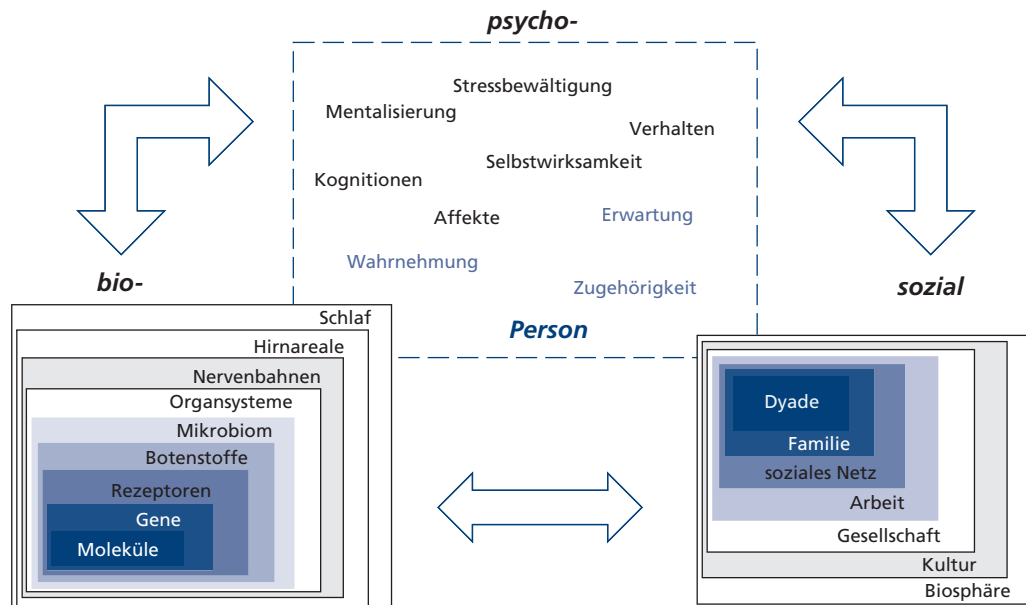 psycho-
Stressbewältigung
Mentalisierung
Verhalten
Selbstwirksamkeit
Kognitionen
Affekte
Erwartung
Wahrnehmung
Zugehörigkeit
Person
bio-
Schlaf
Hirnareale
Nervenbahnen
Organsysteme
Mikrobiom
Botenstoffe
Rezeptoren
Gene
Moleküle
sozial
Dyade
Familie
soziales Netz
Arbeit
Gesellschaft
Kultur
Biosphäre